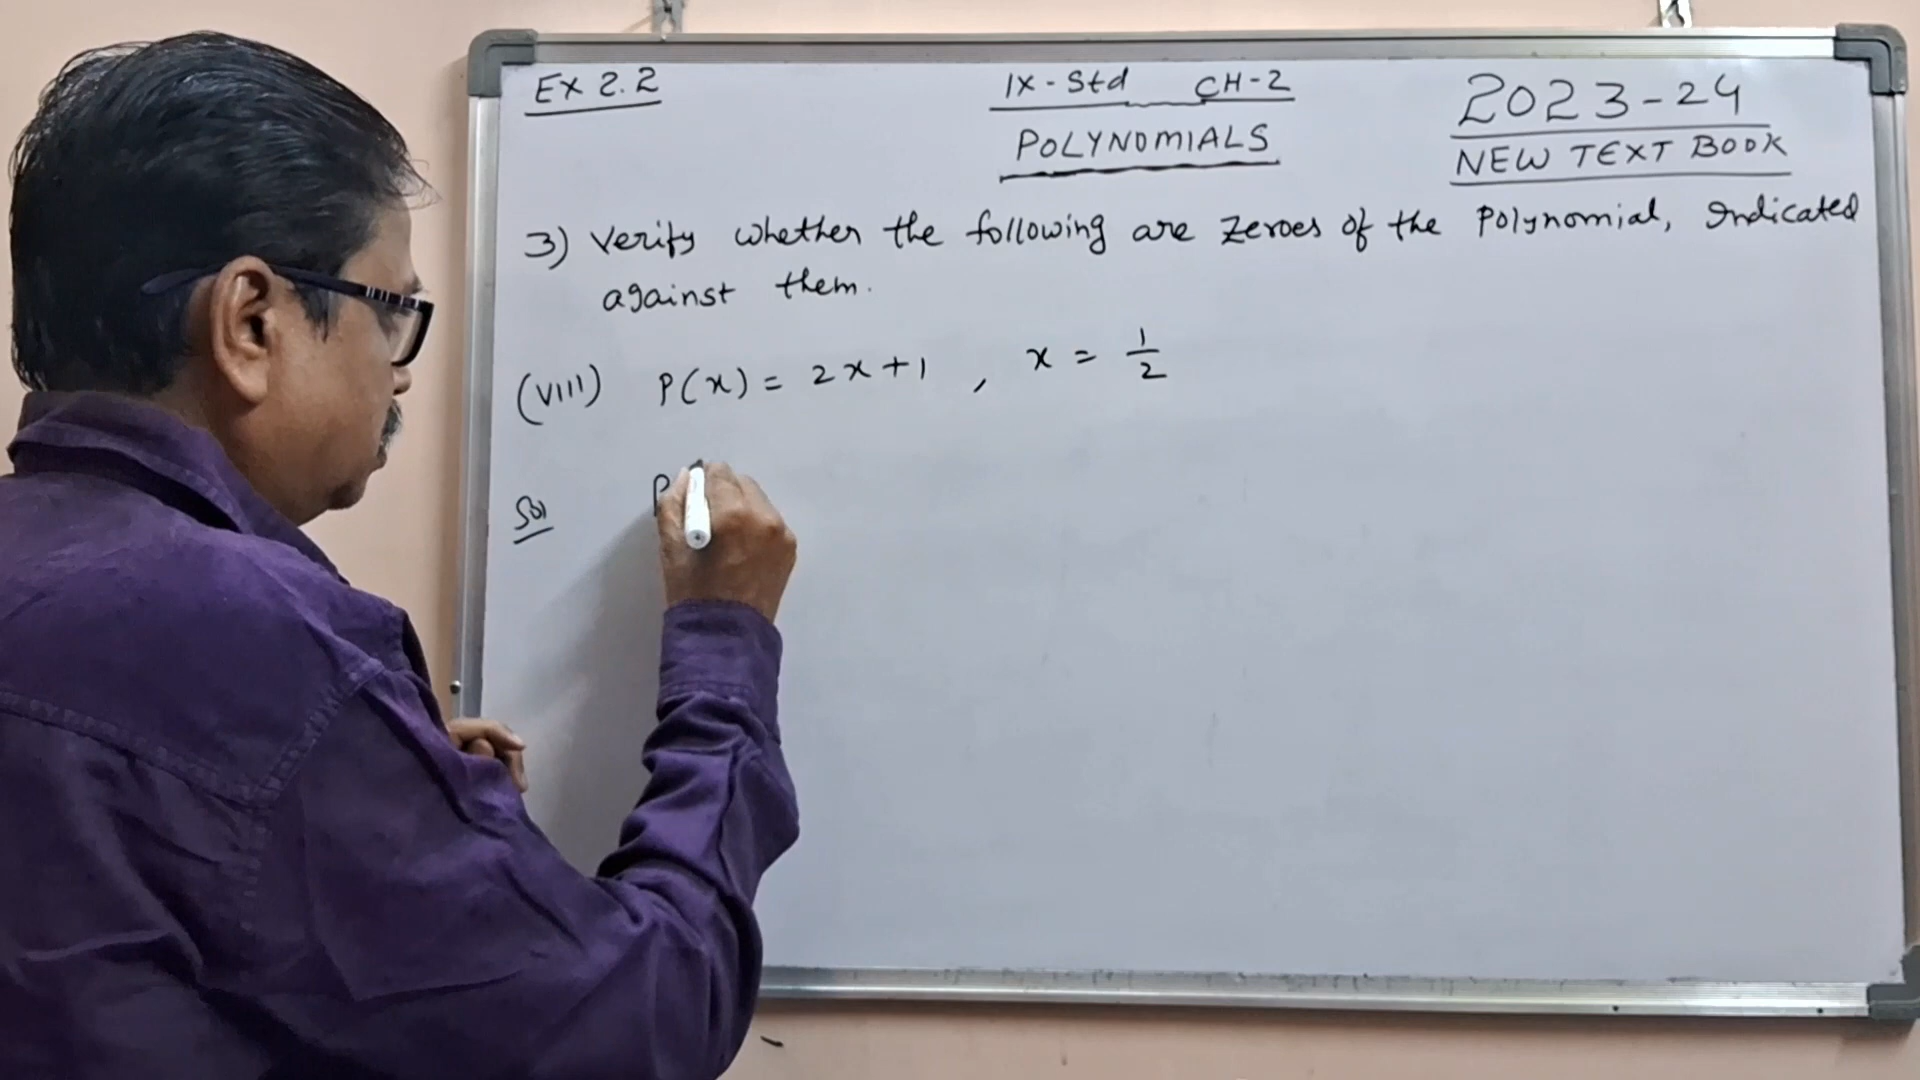 EX 2.2
IX - Std CH-2
POLYNOMIALS
2023-24
NEW TEXT BOOK
3) Verify whether the following are zeroes of the Polynomial, Indicated
against them.
(VIII) P(x) = 2x+1 , x = 1/2
Sol P